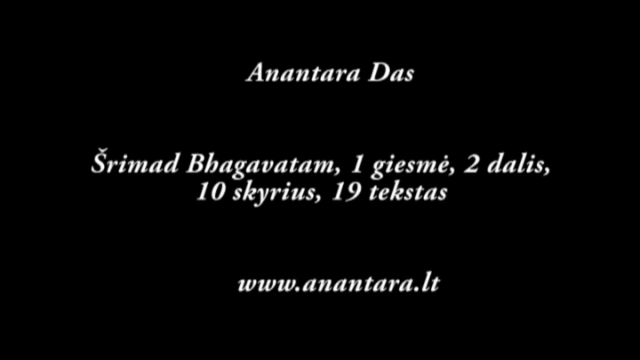 Anantara Das
Šrimad Bhagavatam, 1 giesmė, 2 dalis,
10 skyrius, 19 tekstas
www.anantara.lt